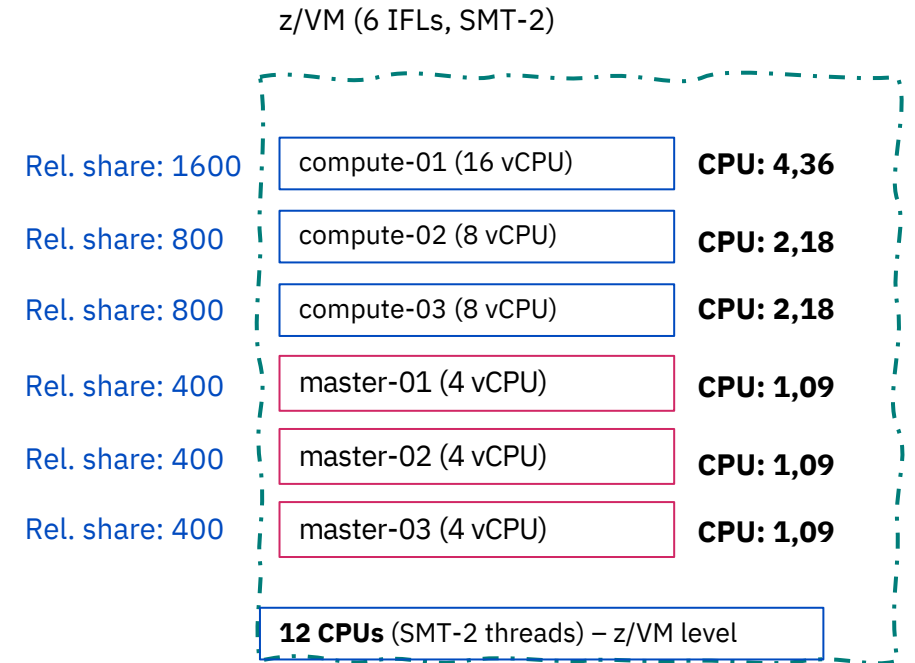 z/VM (6 IFLs, SMT-2)
Rel. share: 1600 compute-01 (16 vCPU) CPU: 4,36
Rel. share: 800 compute-02 (8 vCPU) CPU: 2,18
Rel. share: 800 compute-03 (8 vCPU) CPU: 2,18
Rel. share: 400 master-01 (4 vCPU) CPU: 1,09
Rel. share: 400 master-02 (4 vCPU) CPU: 1,09
Rel. share: 400 master-03 (4 vCPU) CPU: 1,09
12 CPUs (SMT-2 threads) – z/VM level